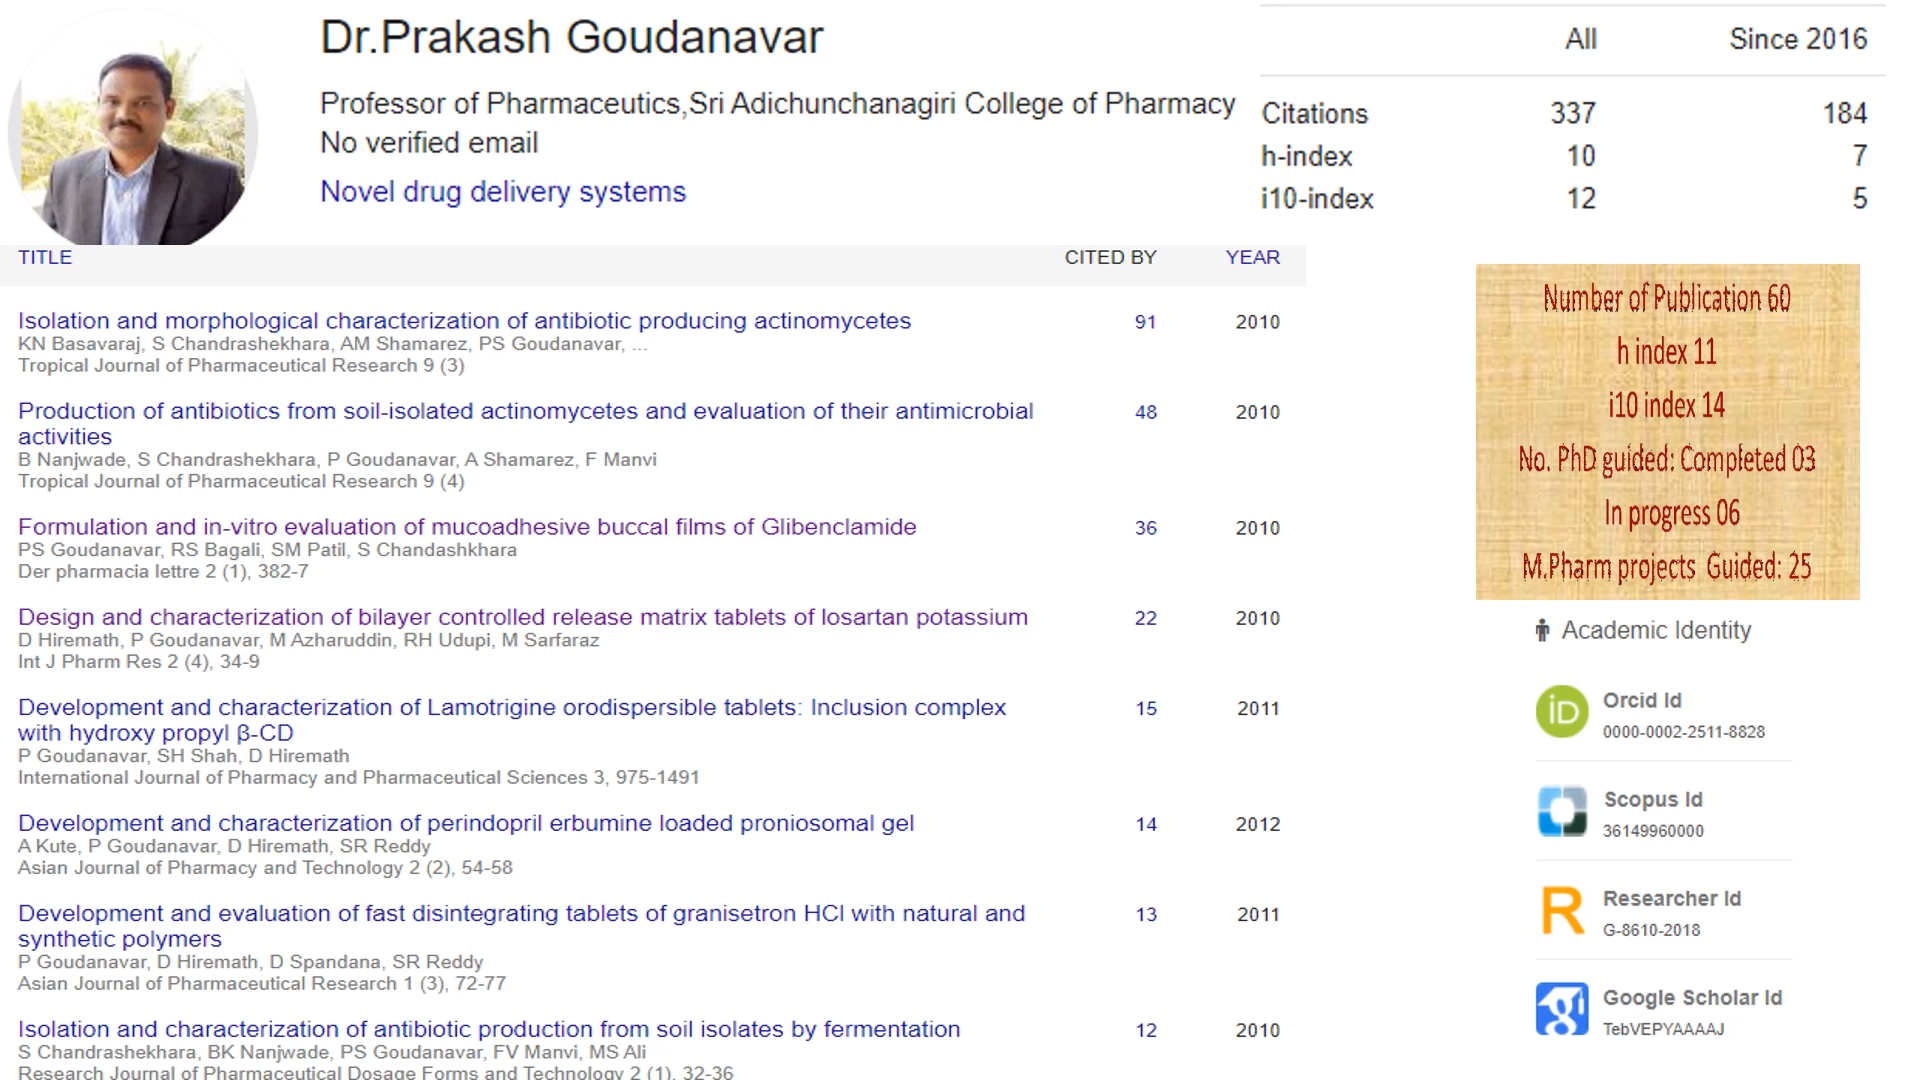 Dr.Prakash Goudanavar
Professor of Pharmaceutics,Sri Adichunchanagiri College of Pharmacy
No verified email
Novel drug delivery systems
All Since 2016
Citations 337 184
h-index 10 7
i10-index 12 5
TITLE CITED BY YEAR
Isolation and morphological characterization of antibiotic producing actinomycetes 91 2010
KN Basavaraj, S Chandrashekhara, AM Shamarez, PS Goudanavar, ...
Tropical Journal of Pharmaceutical Research 9 (3)
Production of antibiotics from soil-isolated actinomycetes and evaluation of their antimicrobial 48 2010
activities
B Nanjwade, S Chandrashekhara, P Goudanavar, A Shamarez, F Manvi
Tropical Journal of Pharmaceutical Research 9 (4)
Formulation and in-vitro evaluation of mucoadhesive buccal films of Glibenclamide 36 2010
PS Goudanavar, RS Bagali, SM Patil, S Chandashkhara
Der pharmacia lettre 2 (1), 382-7
Design and characterization of bilayer controlled release matrix tablets of losartan potassium 22 2010
D Hiremath, P Goudanavar, M Azharuddin, RH Udupi, M Sarfaraz
Int J Pharm Res 2 (4), 34-9
Development and characterization of Lamotrigine orodispersible tablets: Inclusion complex 15 2011
with hydroxy propyl β-CD
P Goudanavar, SH Shah, D Hiremath
International Journal of Pharmacy and Pharmaceutical Sciences 3, 975-1491
Development and characterization of perindopril erbumine loaded proniosomal gel 14 2012
A Kute, P Goudanavar, D Hiremath, SR Reddy
Asian Journal of Pharmacy and Technology 2 (2), 54-58
Development and evaluation of fast disintegrating tablets of granisetron HCl with natural and 13 2011
synthetic polymers
P Goudanavar, D Hiremath, D Spandana, SR Reddy
Asian Journal of Pharmaceutical Research 1 (3), 72-77
Isolation and characterization of antibiotic production from soil isolates by fermentation 12 2010
S Chandrashekhara, BK Nanjwade, PS Goudanavar, FV Manvi, MS Ali
Research Journal of Pharmaceutical Dosage Forms and Technology 2 (1), 32-36
Number of Publication 60
h index 11
i10 index 14
No. PhD guided: Completed 03
In progress 06
M.Pharm projects Guided: 25
Academic Identity
iD
Orcid Id
0000-0002-2511-8828
Scopus Id
36149960000
R
Researcher Id
G-8610-2018
g
Google Scholar Id
TebVEPYAAAAJ